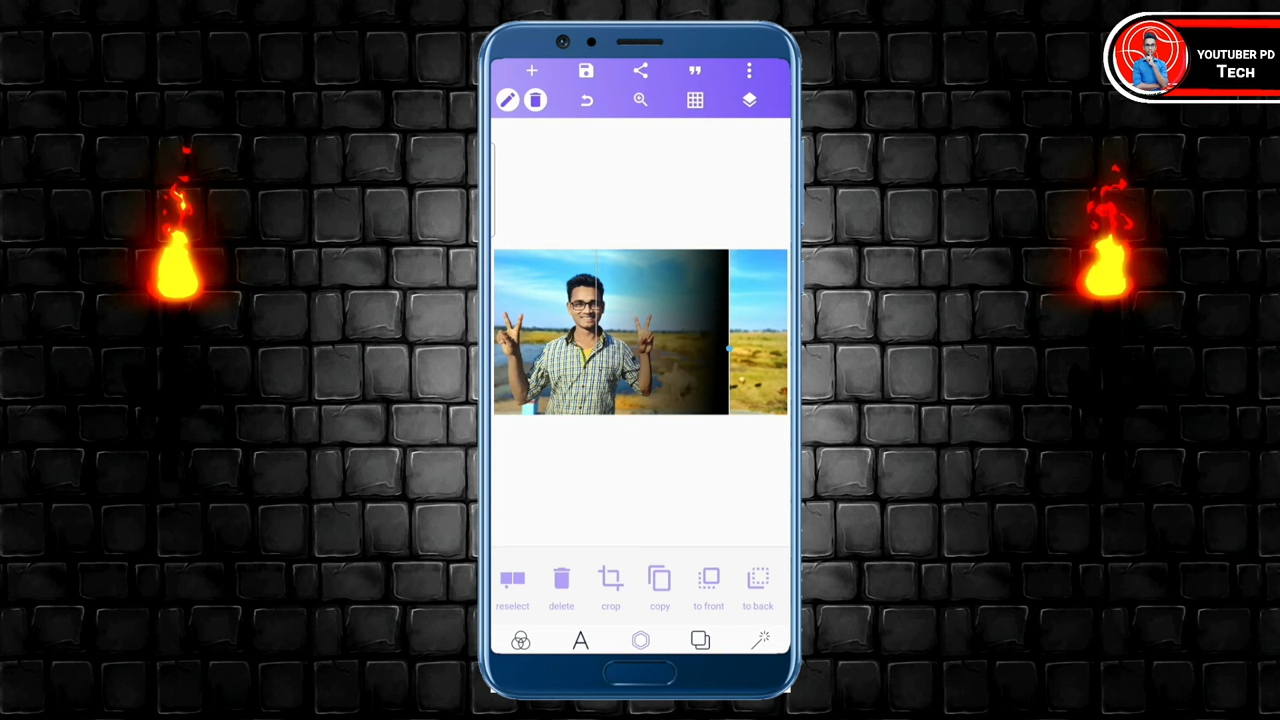 YOUTUBER PD
TECH
reselect
delete
crop
copy
to front
to back